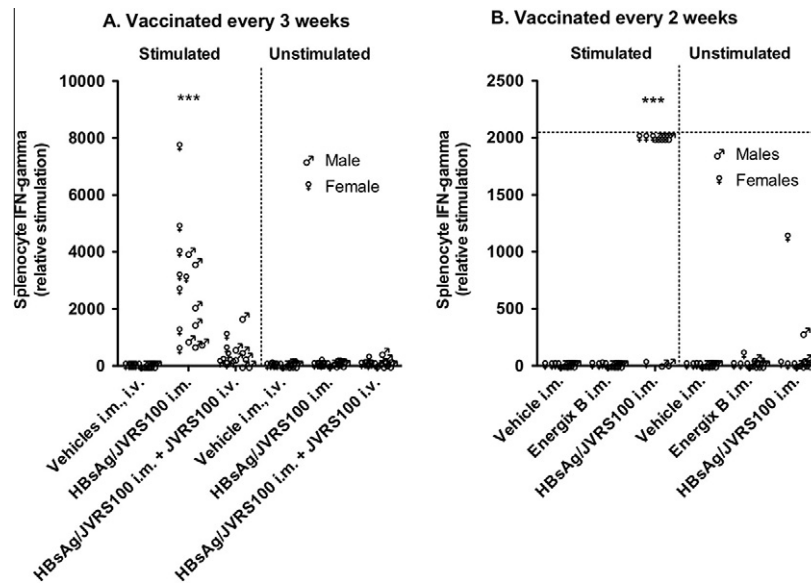 A. Vaccinated every 3 weeks
Stimulated
Unstimulated
***
♂ Male
♀ Female
Splenocyte IFN-gamma
(relative stimulation)
10000
8000
6000
4000
2000
0
Vehicles i.m., i.v.
HBsAg/JVRS100 i.m.
HBsAg/JVRS100 i.m. + JVRS100 i.v.
Vehicle i.m., i.v.
HBsAg/JVRS100 i.m.
HBsAg/JVRS100 i.m. + JVRS100 i.v.
B. Vaccinated every 2 weeks
Stimulated
Unstimulated
***
♂ Males
♀ Females
Splenocyte IFN-gamma
(relative stimulation)
2500
2000
1500
1000
500
0
Vehicle i.m.
Energix B i.m.
HBsAg/JVRS100 i.m.
Vehicle i.m.
Energix B i.m.
HBsAg/JVRS100 i.m.